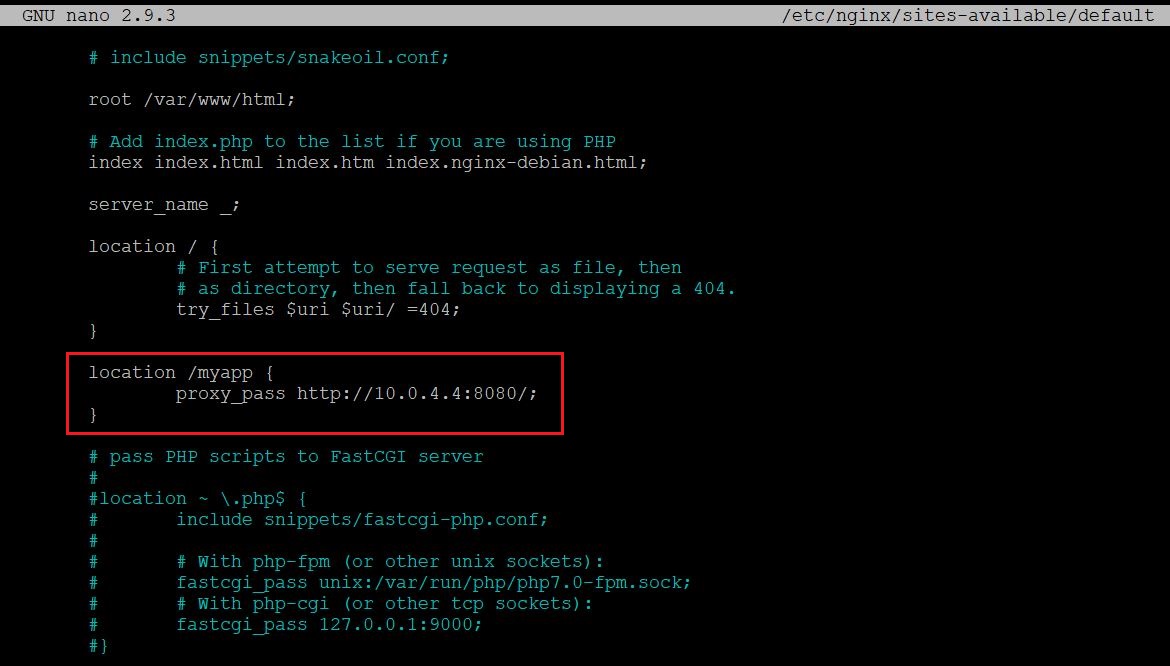 GNU nano 2.9.3 /etc/nginx/sites-available/default
# include snippets/snakeoil.conf;
root /var/www/html;
# Add index.php to the list if you are using PHP
index index.html index.htm index.nginx-debian.html;
server_name _;
location / {
# First attempt to serve request as file, then
# as directory, then fall back to displaying a 404.
try_files $uri $uri/ =404;
}
location /myapp {
proxy_pass http://10.0.4.4:8080/;
}
# pass PHP scripts to FastCGI server
#
#location ~ \.php$ {
#       include snippets/fastcgi-php.conf;
#
#       # With php-fpm (or other unix sockets):
#       fastcgi_pass unix:/var/run/php/php7.0-fpm.sock;
#       # With php-cgi (or other tcp sockets):
#       fastcgi_pass 127.0.0.1:9000;
#}